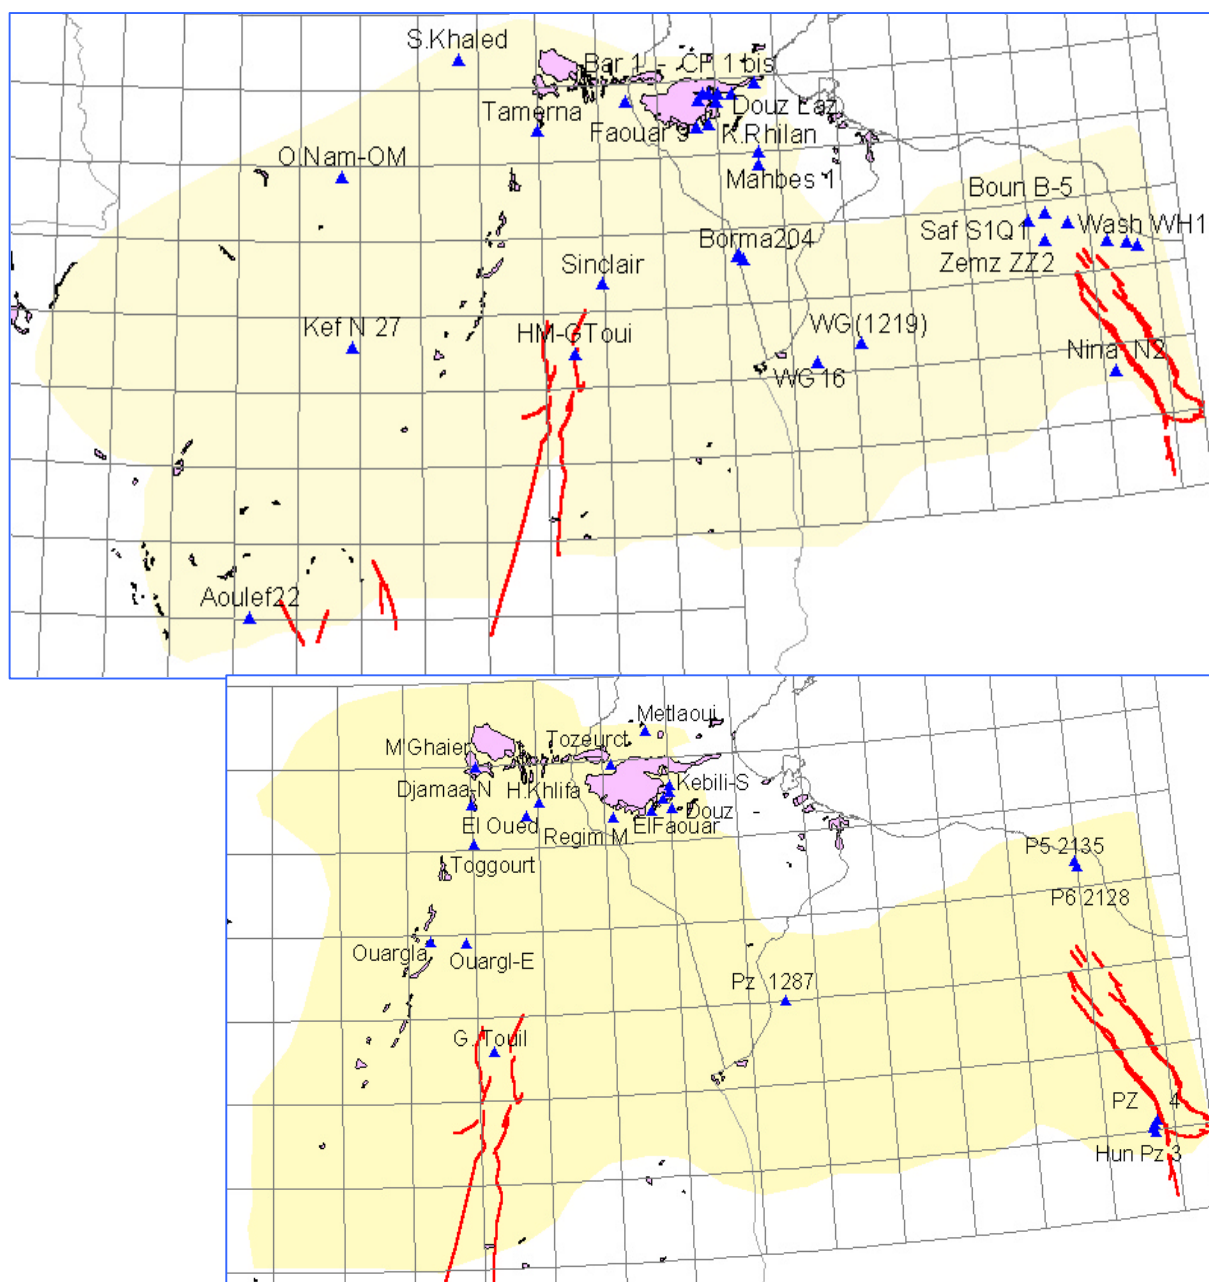 S.Khaled
Bar 1 - CF 1 bis
Tamerna
Douz Laz
Faouar 9
K.Rhilan
O.Nam-OM
Mahbes 1
Boun B-5
Saf S1Q1
Wash WH1
Borma204
Zemz ZZ2
Sinclair
Kef N 27
HM-GToui
WG(1219)
Nina N2
WG 16
Aoulef22
Metlaoui
M'Ghaier
Tozeurct
Djamaa-N
H.Khlifa
Kebili-S
El Oued
Regim M.
ElFaouar
Douz -
Toggourt
P5 2135
P6 2128
Ouargla
Ouargl-E
Pz 1287
G. Touil
PZ 4
Hun Pz 3